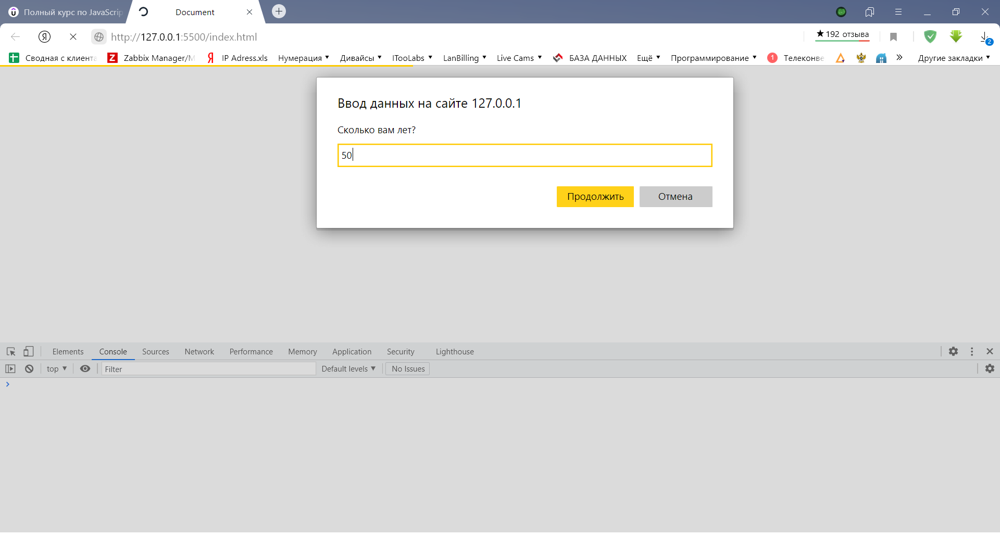 Полный курс по JavaScrip
Document
http://127.0.0.1:5500/index.html
★192 отзыва
2
Сводная с клиента
Z
Zabbix Manager/M
Я
IP Adress.xls
Нумерация
Дивайсы
ITooLabs
LanBilling
Live Cams
БАЗА ДАННЫХ
Ещё
Программирование
1
Телеконве
Другие закладки
Ввод данных на сайте 127.0.0.1
Сколько вам лет?
50
Продолжить
Отмена
Elements
Console
Sources
Network
Performance
Memory
Application
Security
Lighthouse
top
Filter
Default levels
No Issues